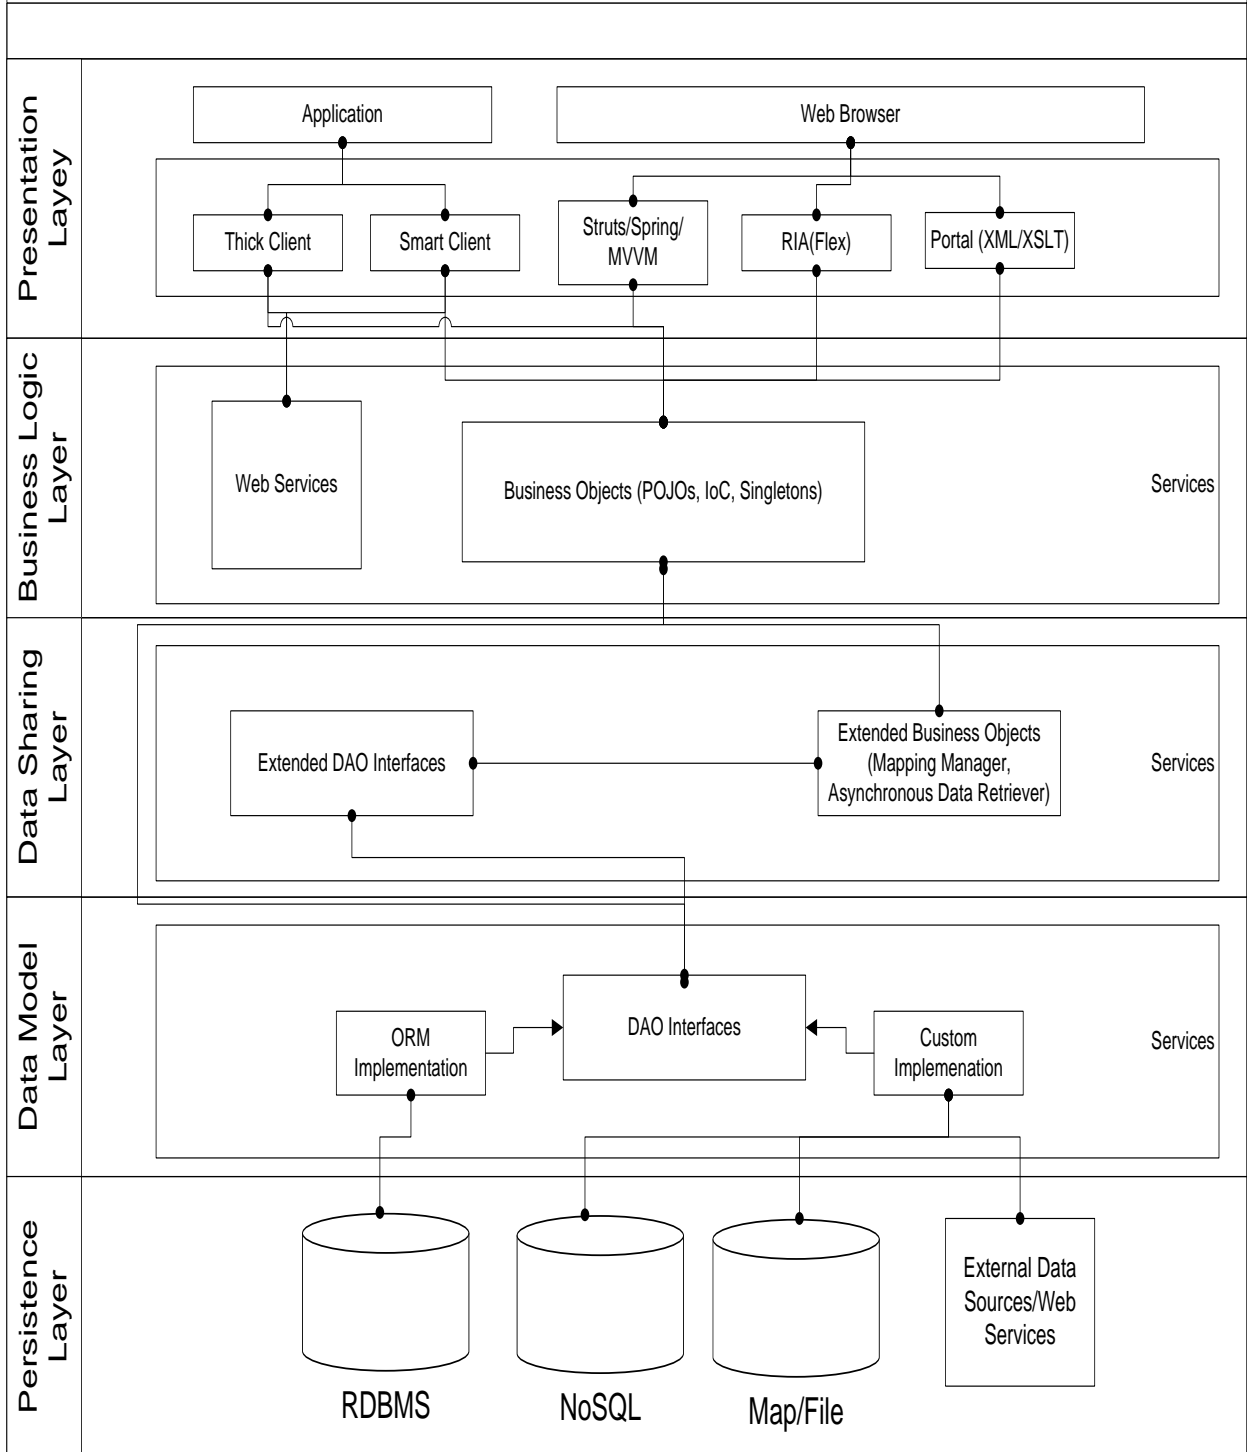 Presentation
Layey
Application
Web Browser
Thick Client
Smart Client
Struts/Spring/
MVVM
RIA(Flex)
Portal (XML/XSLT)
Business Logic
Layer
Web Services
Business Objects (POJOs, IoC, Singletons)
Services
Data Sharing
Layer
Extended DAO Interfaces
Extended Business Objects
(Mapping Manager,
Asynchronous Data Retriever)
Services
Data Model
Layer
ORM
Implementation
DAO Interfaces
Custom
Implemenation
Services
Persistence
Layer
RDBMS
NoSQL
Map/File
External Data
Sources/Web
Services